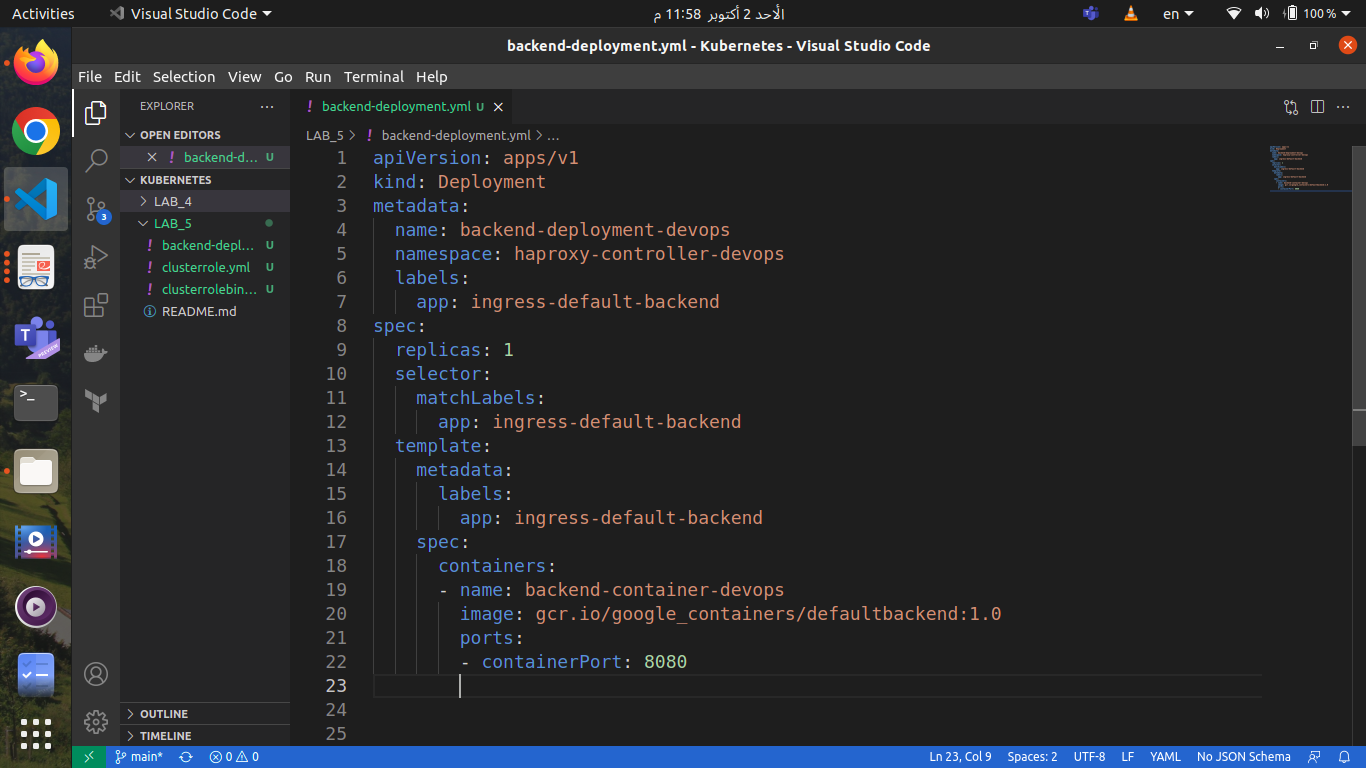 Activities
Visual Studio Code
الأحد 2 أكتوبر 11:58 م
en
100 %
backend-deployment.yml - Kubernetes - Visual Studio Code
File Edit Selection View Go Run Terminal Help
EXPLORER
OPEN EDITORS
backend-d... U
KUBERNETES
LAB_4
LAB_5
backend-depl... U
clusterrole.yml U
clusterrolebin... U
README.md
OUTLINE
TIMELINE
3
T
PREVIEW
>_
backend-deployment.yml U
LAB_5 > ! backend-deployment.yml > ...
1 apiVersion: apps/v1
2 kind: Deployment
3 metadata:
4   name: backend-deployment-devops
5   namespace: haproxy-controller-devops
6   labels:
7     app: ingress-default-backend
8 spec:
9   replicas: 1
10   selector:
11     matchLabels:
12       app: ingress-default-backend
13   template:
14     metadata:
15       labels:
16         app: ingress-default-backend
17     spec:
18       containers:
19       - name: backend-container-devops
20         image: gcr.io/google_containers/defaultbackend:1.0
21         ports:
22         - containerPort: 8080
23
24
25
main* 0 0 Ln 23, Col 9 Spaces: 2 UTF-8 LF YAML No JSON Schema